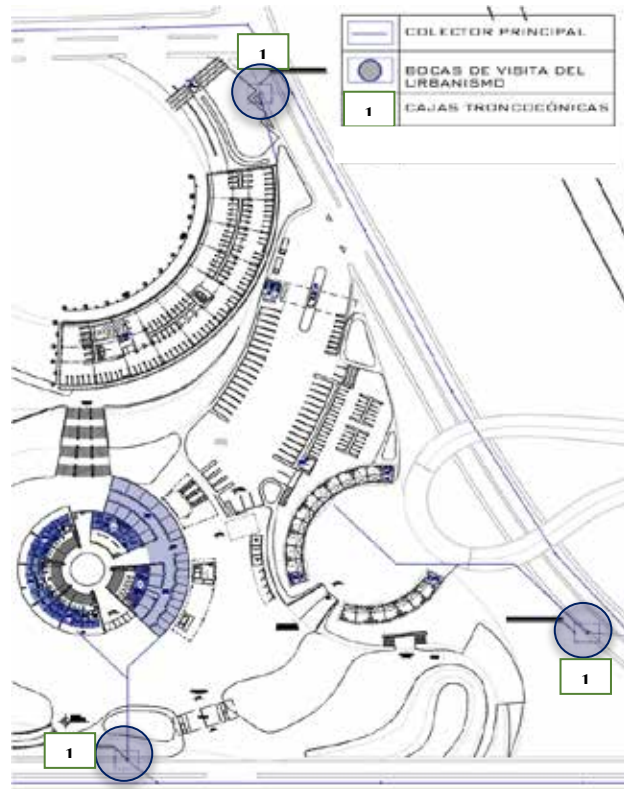 1
COLECTOR PRINCIPAL
BOCAS DE VISITA DEL
URBANISMO
1
CAJAS TRONCOCÓNICAS
1
1